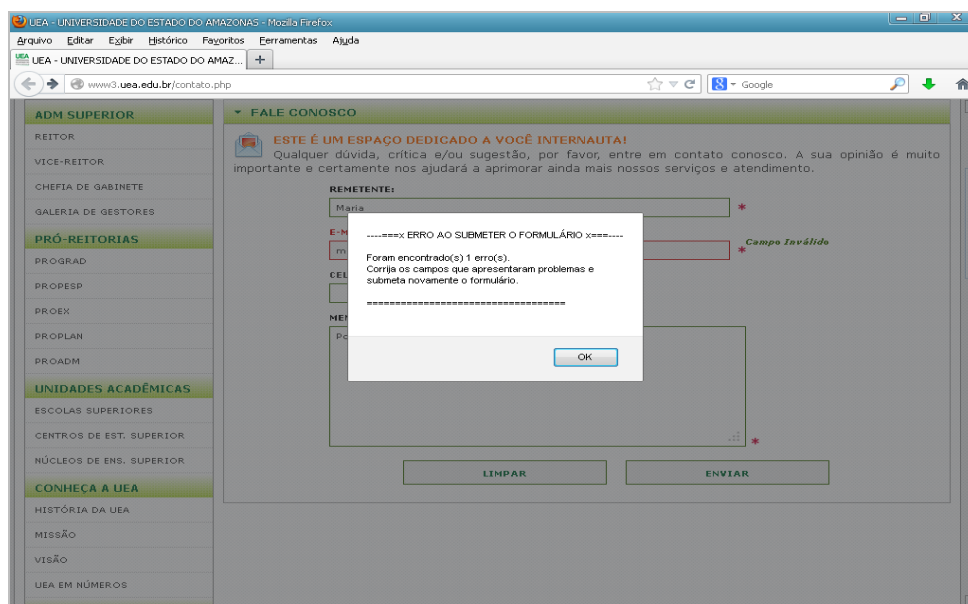 UEA - UNIVERSIDADE DO ESTADO DO AMAZONAS - Mozilla Firefox
Arquivo Editar Exibir Histórico Favoritos Ferramentas Ajuda
UEA - UNIVERSIDADE DO ESTADO DO AMAZ... +
www3.uea.edu.br/contato.php
Google
ADM SUPERIOR
REITOR
VICE-REITOR
CHEFIA DE GABINETE
GALERIA DE GESTORES
PRÓ-REITORIAS
PROGRAD
PROPESP
PROEX
PROPLAN
PROADM
UNIDADES ACADÊMICAS
ESCOLAS SUPERIORES
CENTROS DE EST. SUPERIOR
NÚCLEOS DE ENS. SUPERIOR
CONHEÇA A UEA
HISTÓRIA DA UEA
MISSÃO
VISÃO
UEA EM NÚMEROS
FALE CONOSCO
ESTE É UM ESPAÇO DEDICADO A VOCÊ INTERNAUTA!
Qualquer dúvida, crítica e/ou sugestão, por favor, entre em contato conosco. A sua opinião é muito
importante e certamente nos ajudará a aprimorar ainda mais nossos serviços e atendimento.
REMETENTE:
Maria *
E-M
m * Campo Inválido
CEL
MEN
Po
*
----===x ERRO AO SUBMETER O FORMULÁRIO x===----
Foram encontrado(s) 1 erro(s).
Corrija os campos que apresentaram problemas e
submeta novamente o formulário.
===================================
OK
LIMPAR ENVIAR